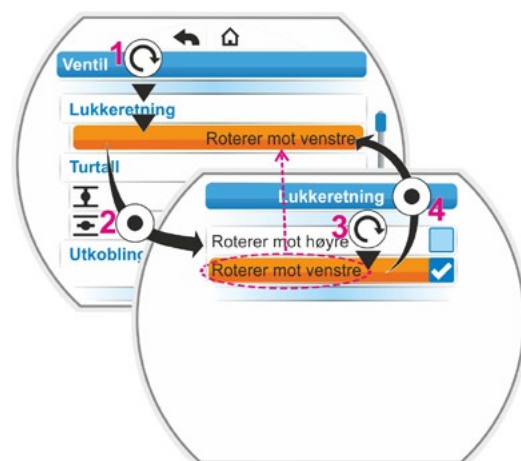 1
Ventil
Lukkeretning
Roterer mot venstre
Turtall
2
Utkobling
Lukkeretning
3
4
Roterer mot høyre
Roterer mot venstre